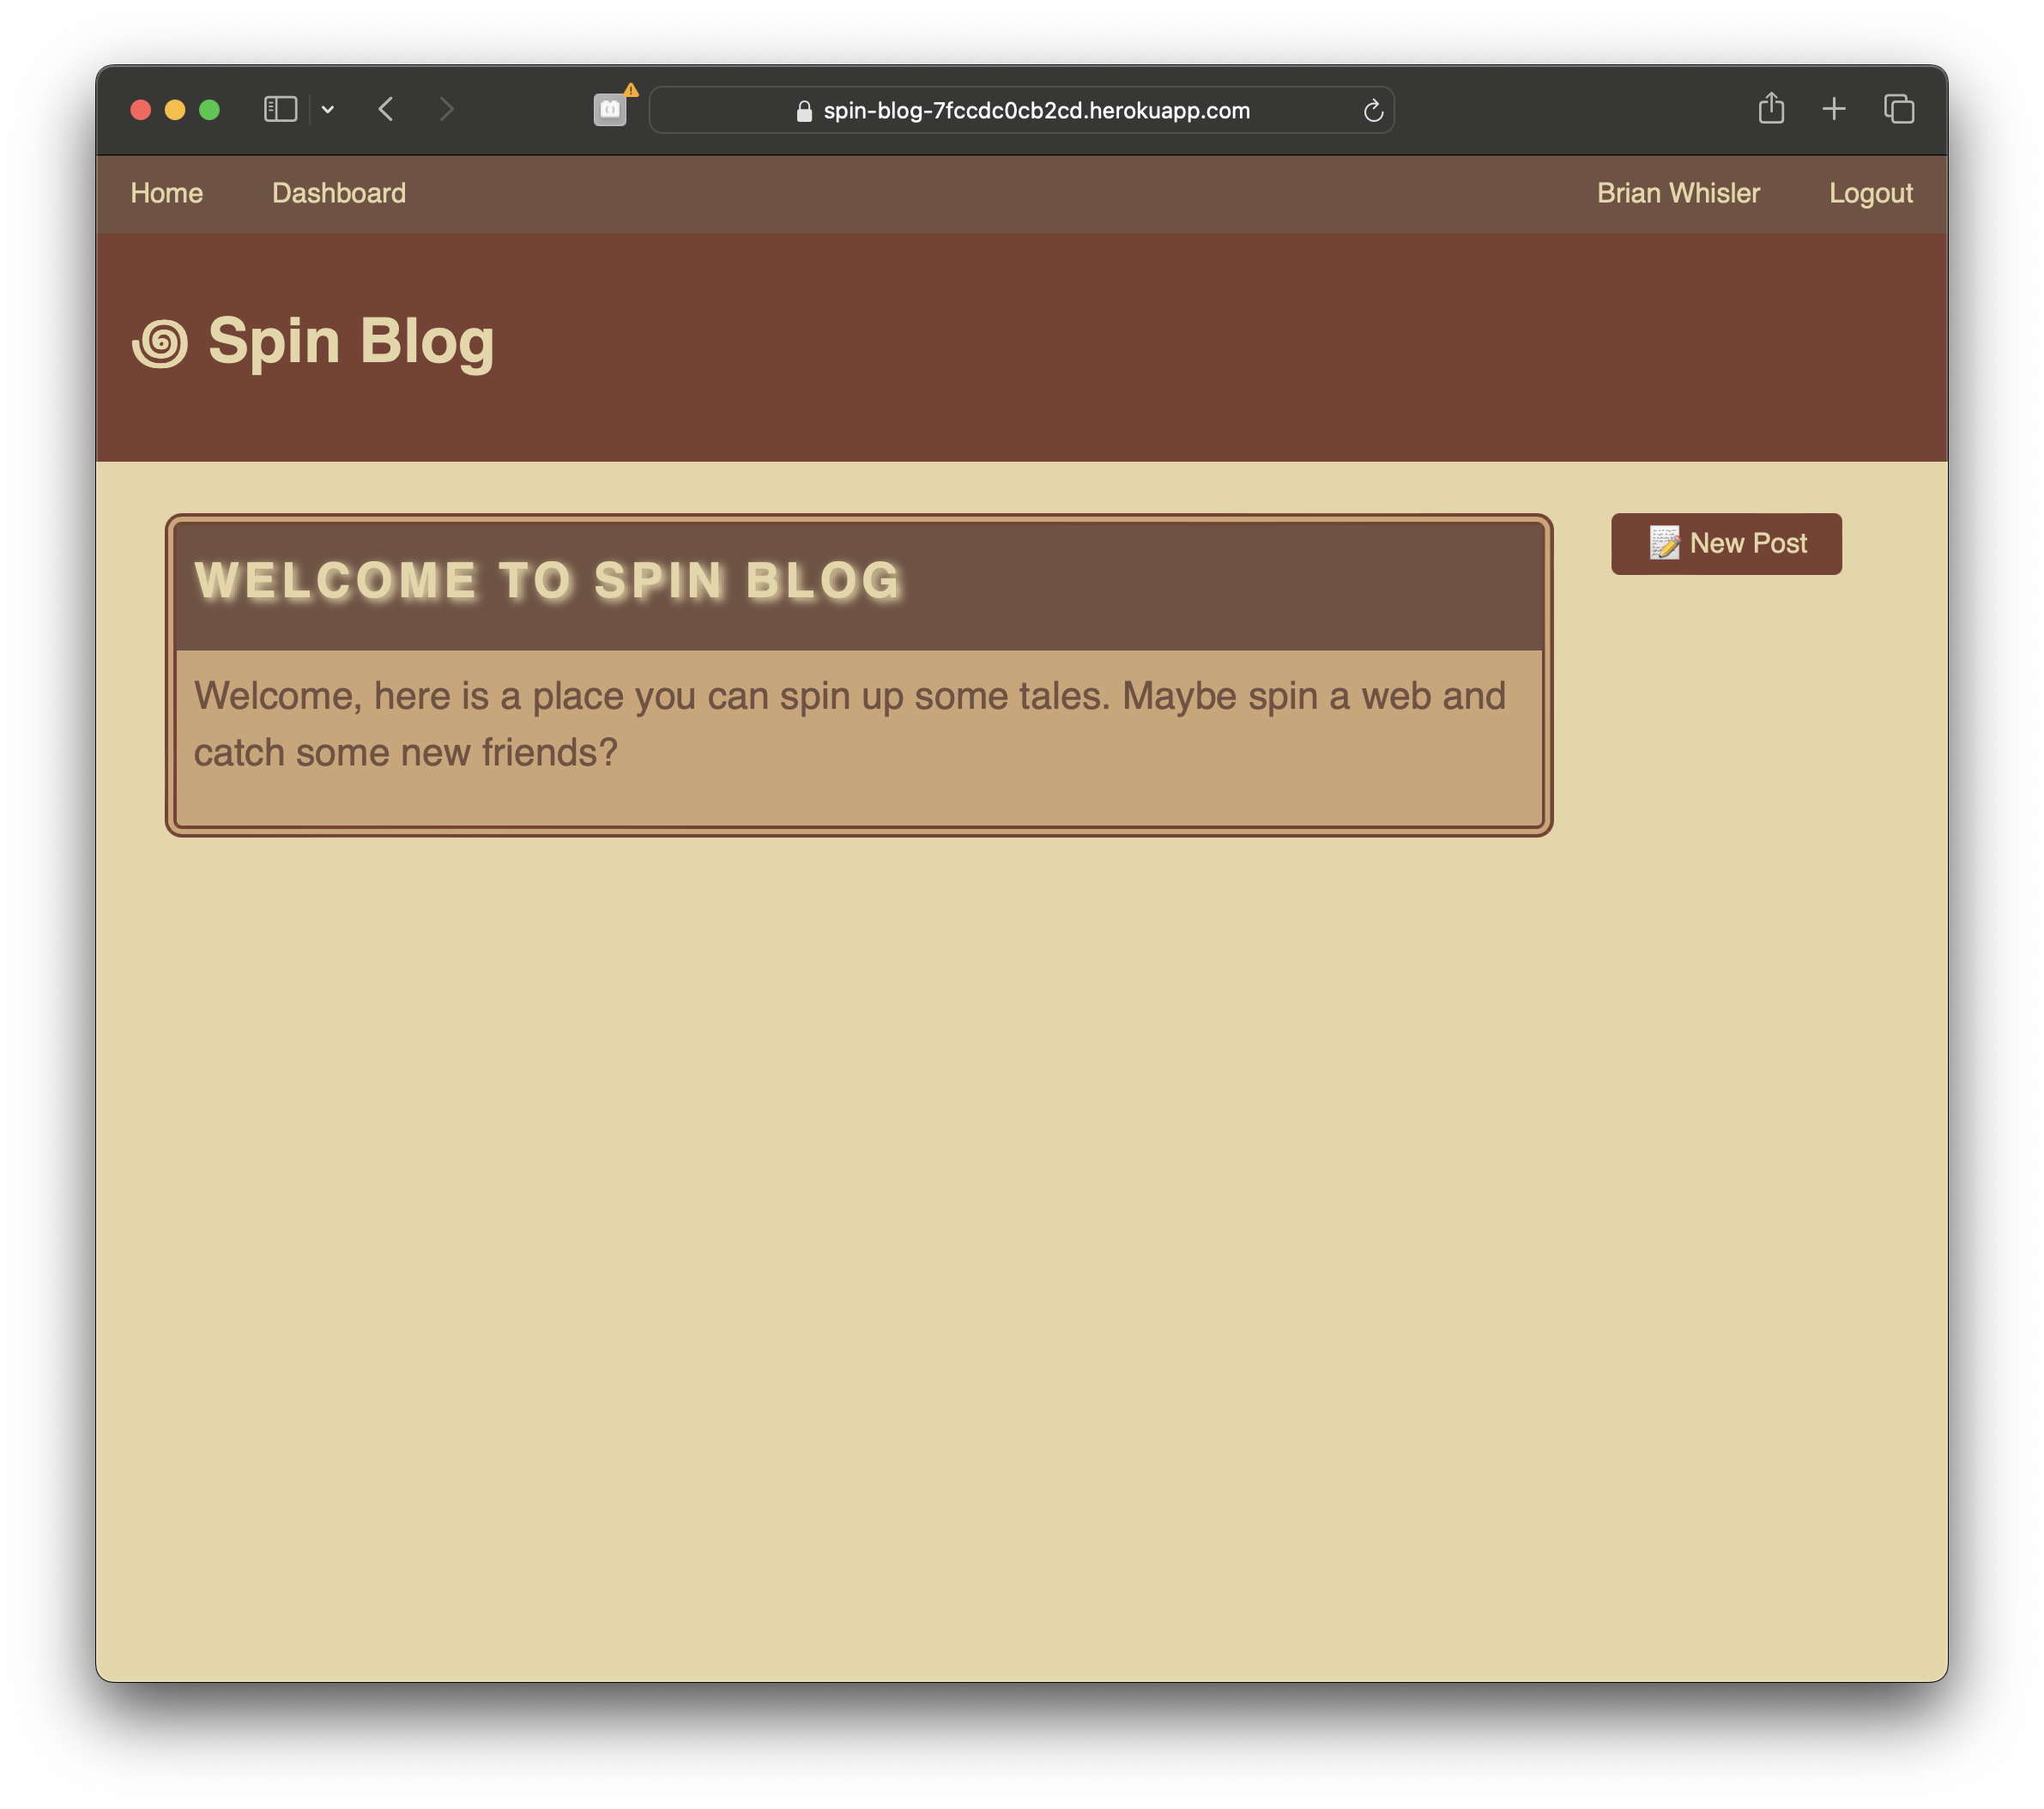 spin-blog-7fccdc0cb2cd.herokuapp.com
Home Dashboard Brian Whisler Logout
Spin Blog
WELCOME TO SPIN BLOG
📝 New Post
Welcome, here is a place you can spin up some tales. Maybe spin a web and
catch some new friends?